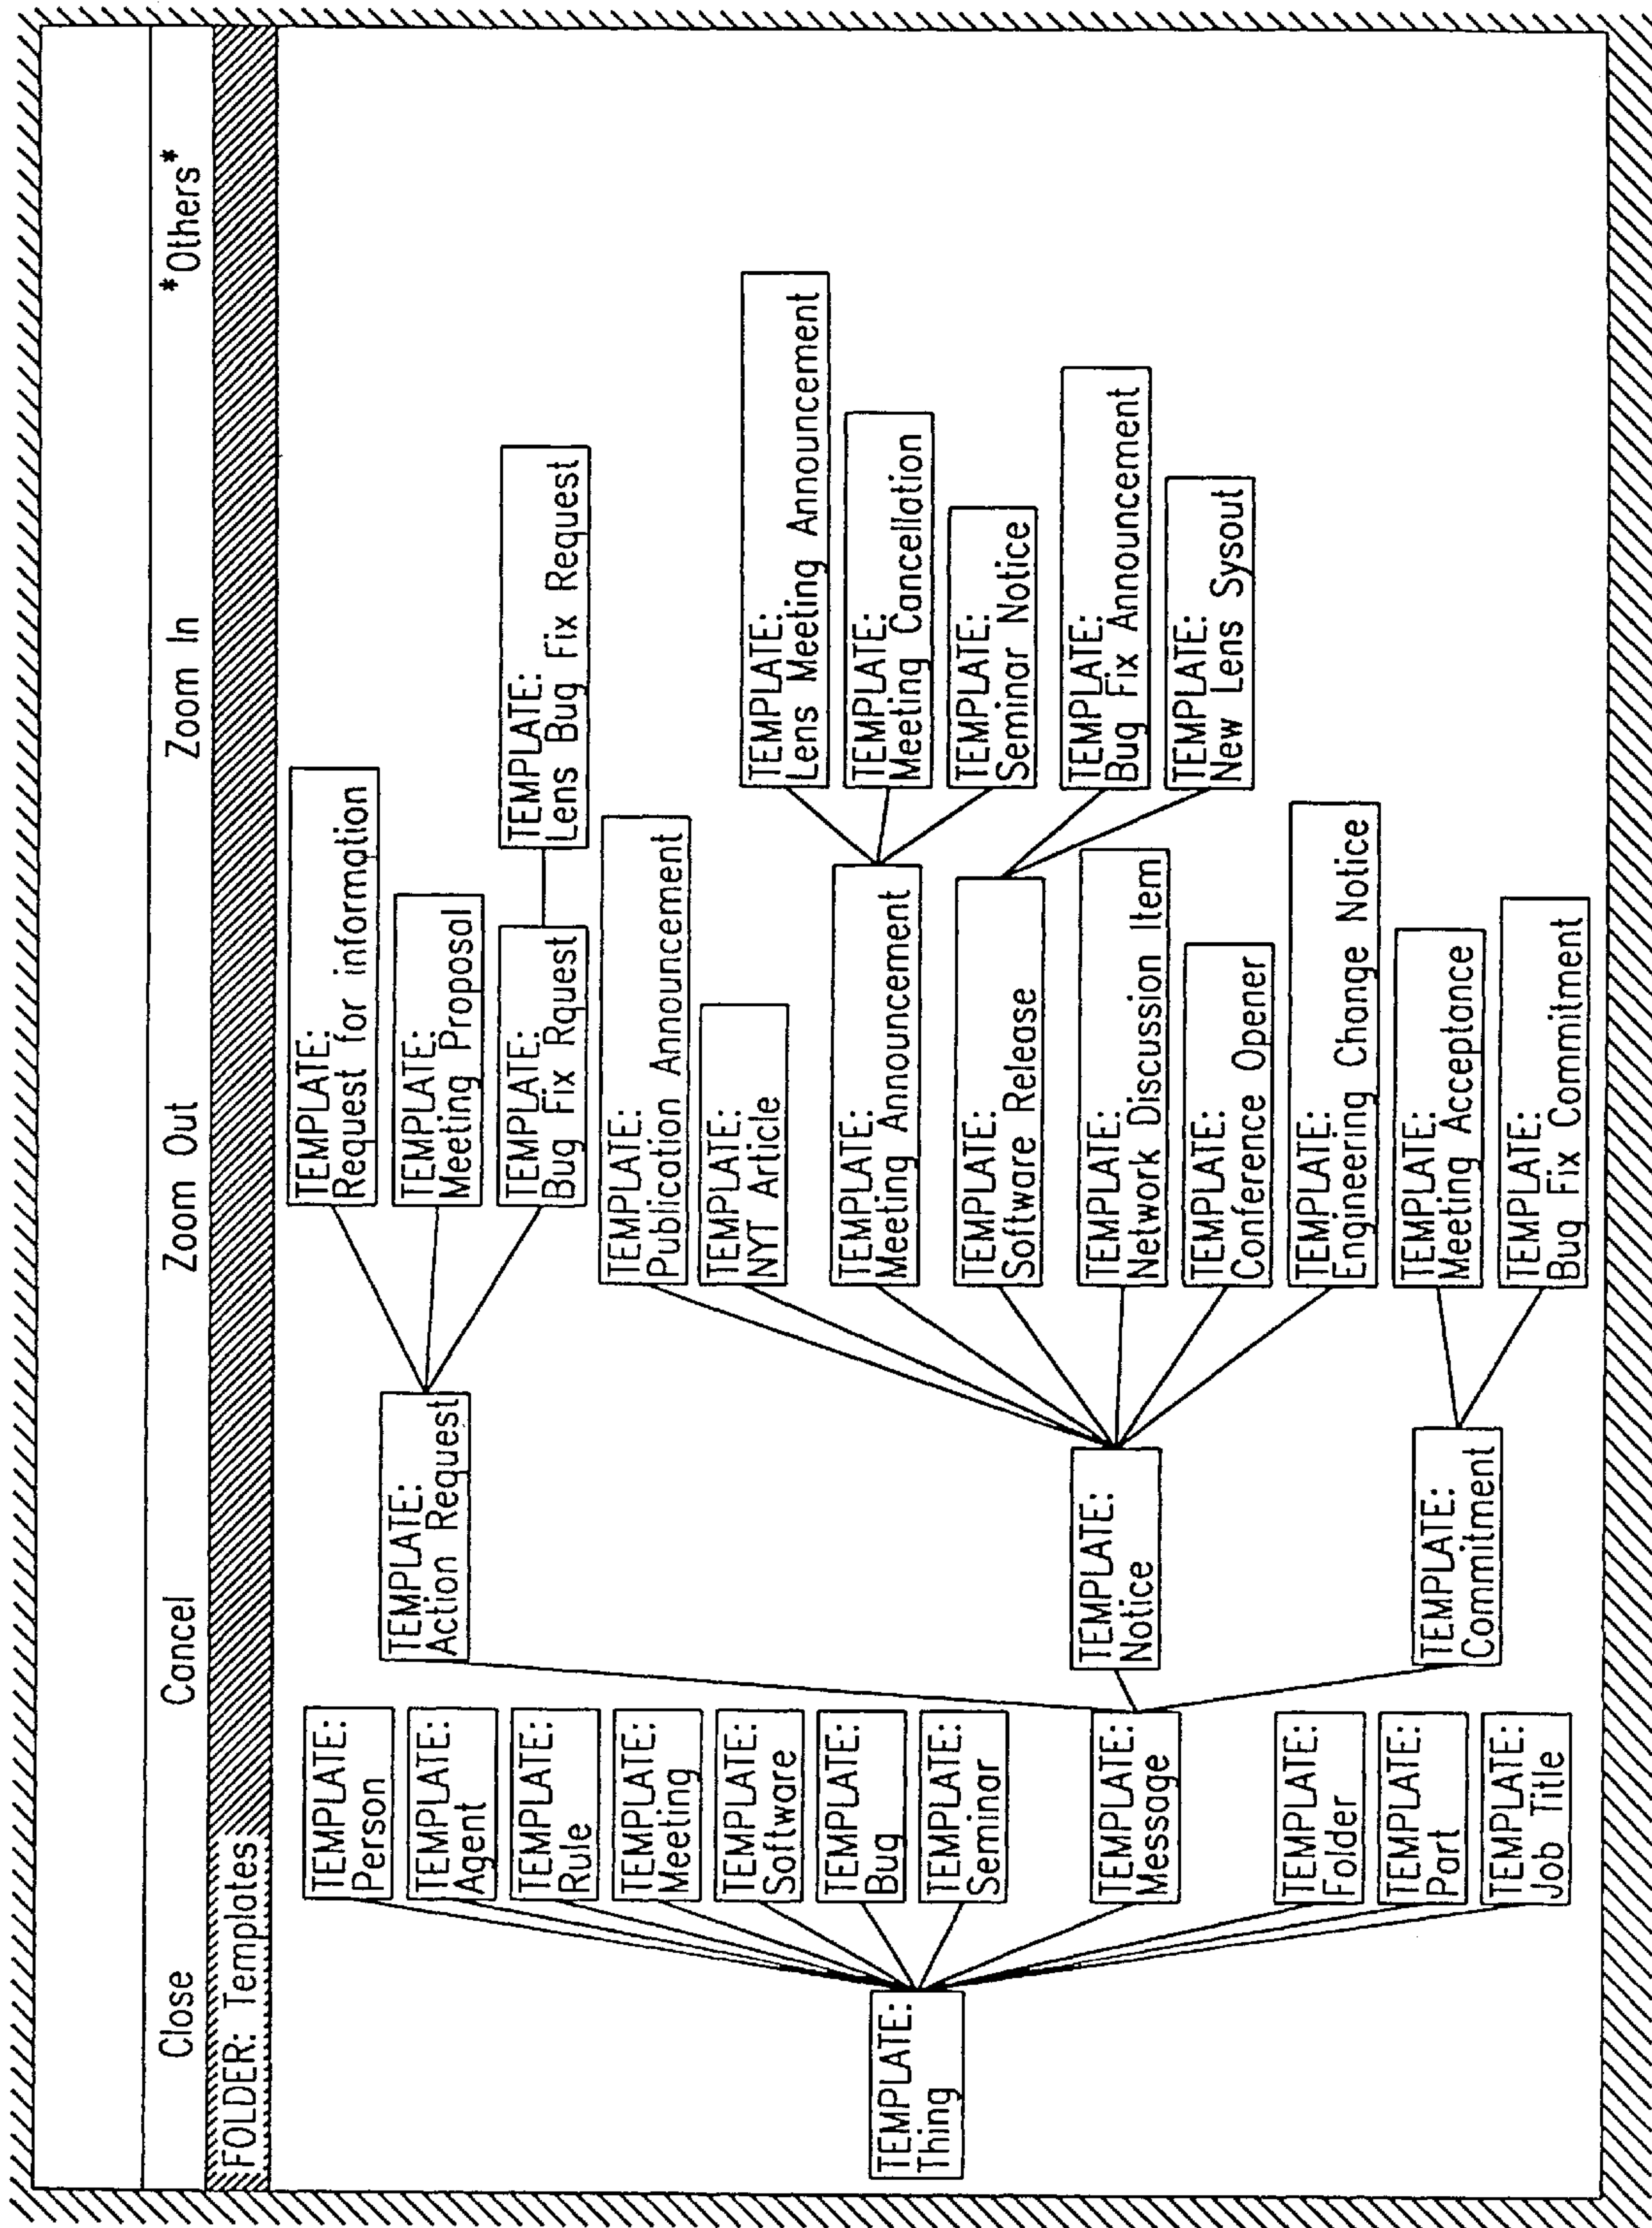 Close Cancel Zoom Out Zoom In *Others*
FOLDER: Templates
TEMPLATE:
Thing
TEMPLATE:
Person
TEMPLATE:
Agent
TEMPLATE:
Rule
TEMPLATE:
Meeting
TEMPLATE:
Software
TEMPLATE:
Bug
TEMPLATE:
Seminar
TEMPLATE:
Message
TEMPLATE:
Folder
TEMPLATE:
Part
TEMPLATE:
Job Title
TEMPLATE:
Action Request
TEMPLATE:
Notice
TEMPLATE:
Commitment
TEMPLATE:
Request for information
TEMPLATE:
Meeting Proposal
TEMPLATE:
Bug Fix Rquest
TEMPLATE:
Publication Announcement
TEMPLATE:
NYT Article
TEMPLATE:
Meeting Announcement
TEMPLATE:
Software Release
TEMPLATE:
Network Discussion Item
TEMPLATE:
Conference Opener
TEMPLATE:
Engineering Change Notice
TEMPLATE:
Meeting Acceptance
TEMPLATE:
Bug Fix Commitment
TEMPLATE:
Lens Bug Fix Request
TEMPLATE:
Lens Meeting Announcement
TEMPLATE:
Meeting Cancellation
TEMPLATE:
Seminar Notice
TEMPLATE:
Bug Fix Announcement
TEMPLATE:
New Lens Sysout